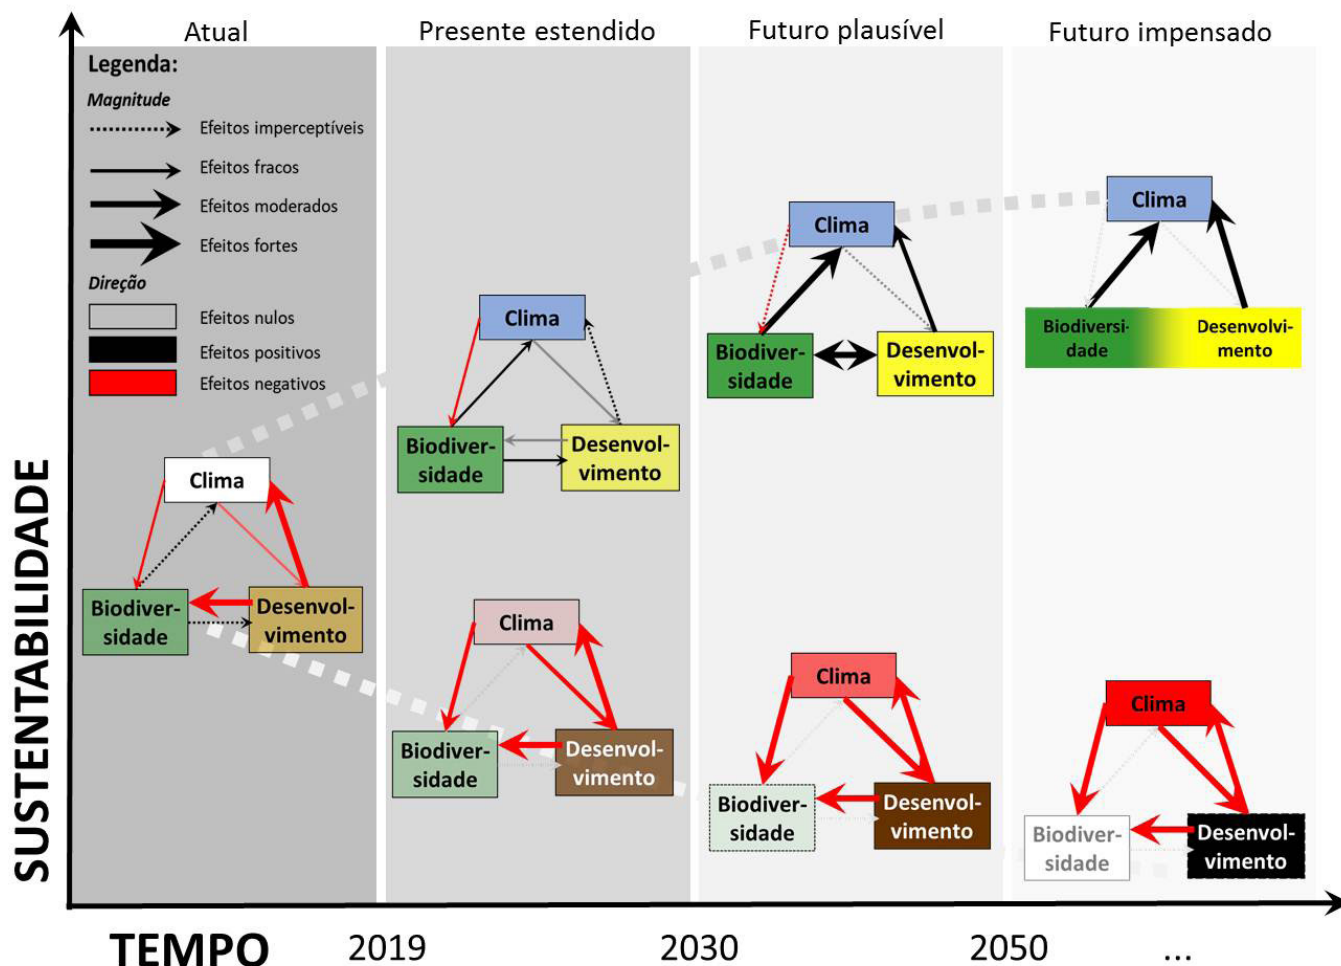 Atual
Presente estendido
Futuro plausível
Futuro impensado
Legenda:
Magnitude
Efeitos imperceptíveis
Efeitos fracos
Efeitos moderados
Efeitos fortes
Direção
Efeitos nulos
Efeitos positivos
Efeitos negativos
Clima
Biodiver-
sidade
Desenvol-
vimento
Clima
Biodiver-
sidade
Desenvol-
vimento
Clima
Biodiver-
sidade
Desenvol-
vimento
Clima
Biodiversi-
dade
Desenvolvi-
mento
Clima
Biodiver-
sidade
Desenvol-
vimento
Clima
Biodiver-
sidade
Desenvol-
vimento
Clima
Biodiver-
sidade
Desenvol-
vimento
SUSTENTABILIDADE
TEMPO
2019
2030
2050
...